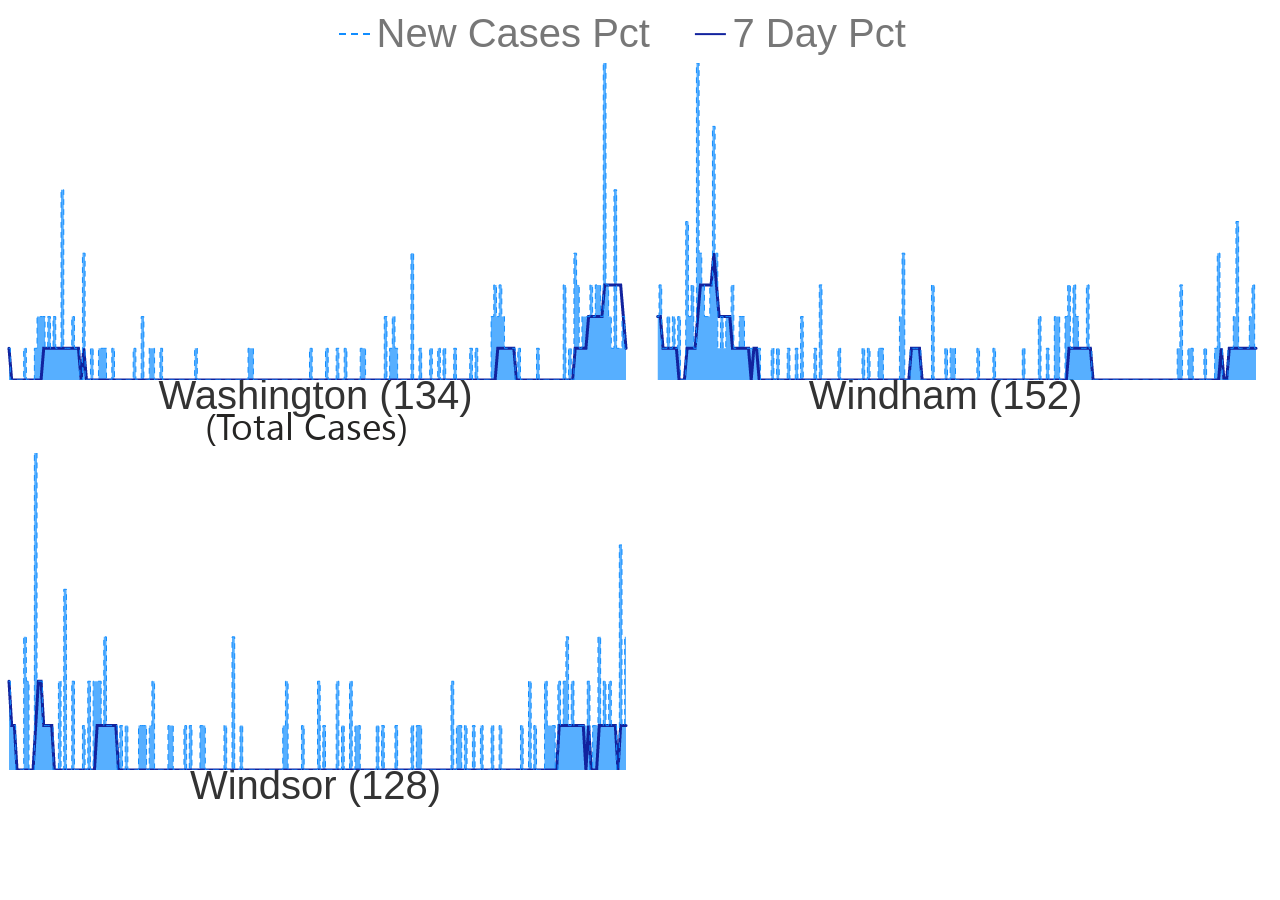 New Cases Pct 7 Day Pct
Washington (134) Windham (152)
(Total Cases)
Windsor (128)